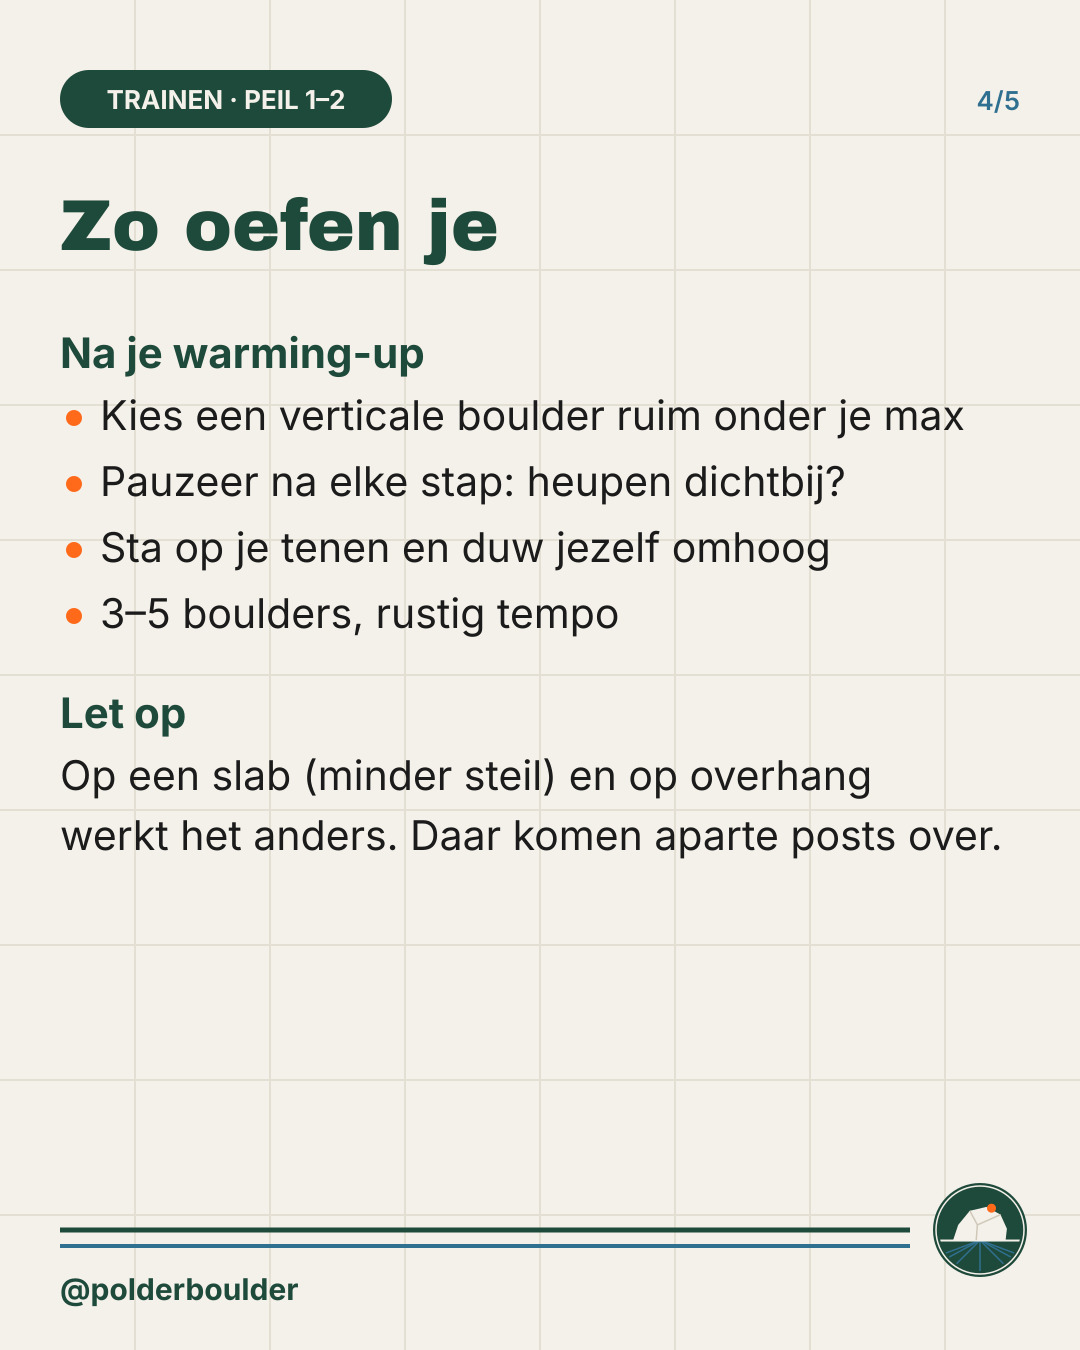 TRAINEN · PEIL 1–2
4/5
Zo oefen je
Na je warming-up
• Kies een verticale boulder ruim onder je max
• Pauzeer na elke stap: heupen dichtbij?
• Sta op je tenen en duw jezelf omhoog
• 3–5 boulders, rustig tempo
Let op
Op een slab (minder steil) en op overhang
werkt het anders. Daar komen aparte posts over.
@polderboulder